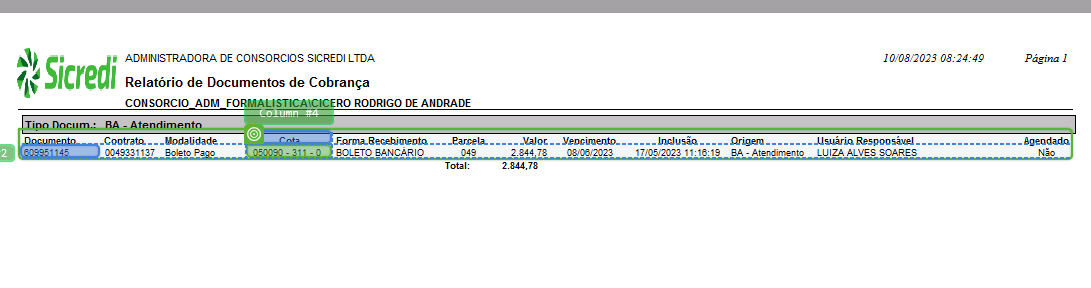 Sicredi
ADMINISTRADORA DE CONSORCIOS SICREDI LTDA
10/08/2023 08:24:49 Página 1
Relatório de Documentos de Cobrança
CONSORCIO_ADM_FORMALISTICA\CICERO RODRIGO DE ANDRADE
Column #4
Tipo Docum.: BA - Atendimento
Documento Contrato Modalidade Cota Forma Recebimento Parcela Valor Vencimento Inclusão Origem Usuário Responsável Agendado
2 609951145 0049331137 Boleto Pago 050090 - 311 - 0 BOLETO BANCÁRIO 049 2.844,78 08/06/2023 17/05/2023 11:16:19 BA - Atendimento LUIZA ALVES SOARES Não
Total: 2.844,78